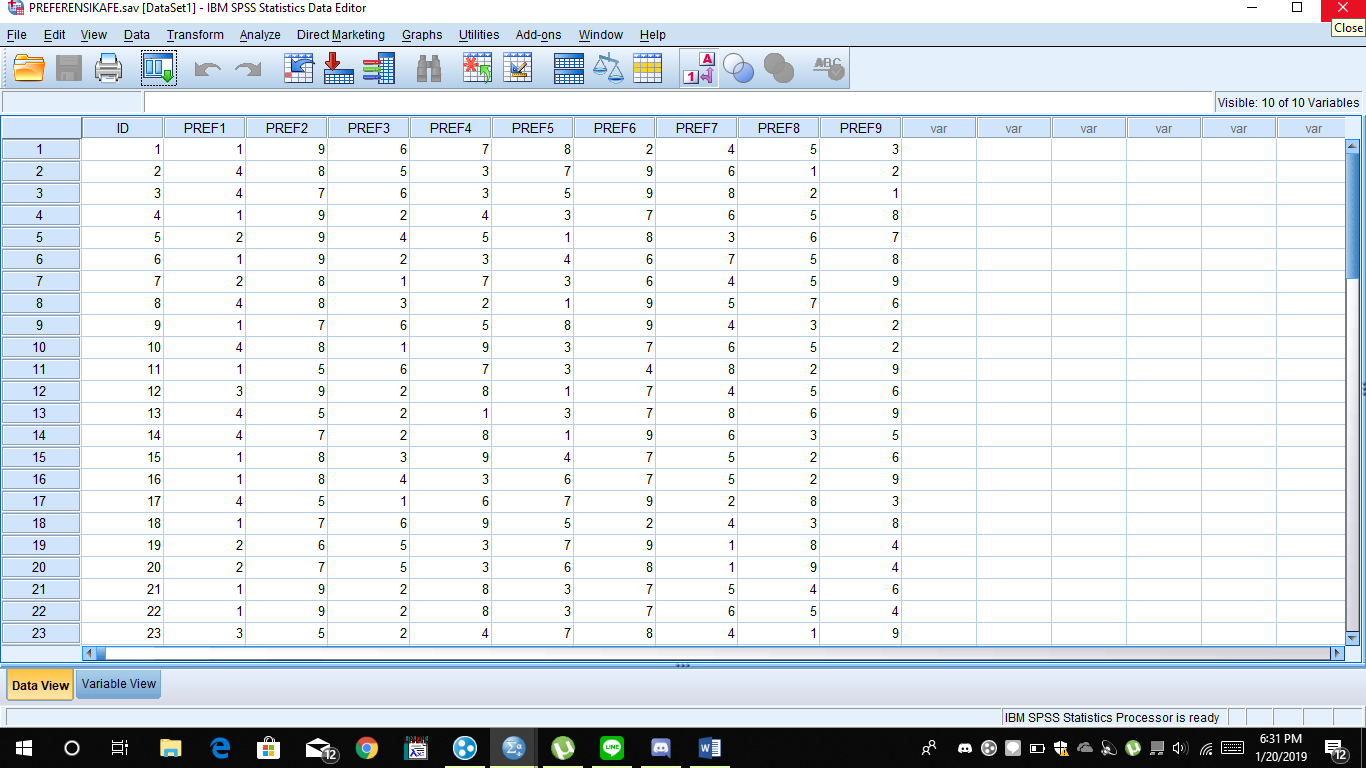 PREFERENSIKAFE.sav [DataSet1] - IBM SPSS Statistics Data Editor
Close
File Edit View Data Transform Analyze Direct Marketing Graphs Utilities Add-ons Window Help
1 A ABC
Visible: 10 of 10 Variables
ID PREF1 PREF2 PREF3 PREF4 PREF5 PREF6 PREF7 PREF8 PREF9 var var var var var var
1 1 1 9 6 7 8 2 4 5 3
2 2 4 8 5 3 7 9 6 1 2
3 3 4 7 6 3 5 9 8 2 1
4 4 1 9 2 4 3 7 6 5 8
5 5 2 9 4 5 1 8 3 6 7
6 6 1 9 2 3 4 6 7 5 8
7 7 2 8 1 7 3 6 4 5 9
8 8 4 8 3 2 1 9 5 7 6
9 9 1 7 6 5 8 9 4 3 2
10 10 4 8 1 9 3 7 6 5 2
11 11 1 5 6 7 3 4 8 2 9
12 12 3 9 2 8 1 7 4 5 6
13 13 4 5 2 1 3 7 8 6 9
14 14 4 7 2 8 1 9 6 3 5
15 15 1 8 3 9 4 7 5 2 6
16 16 1 8 4 3 6 7 5 2 9
17 17 4 5 1 6 7 9 2 8 3
18 18 1 7 6 9 5 2 4 3 8
19 19 2 6 5 3 7 9 1 8 4
20 20 2 7 5 3 6 8 1 9 4
21 21 1 9 2 8 3 7 5 4 6
22 22 1 9 2 8 3 7 6 5 4
23 23 3 5 2 4 7 8 4 1 9
Data View Variable View
IBM SPSS Statistics Processor is ready
12
LINE
6:31 PM
1/20/2019
12